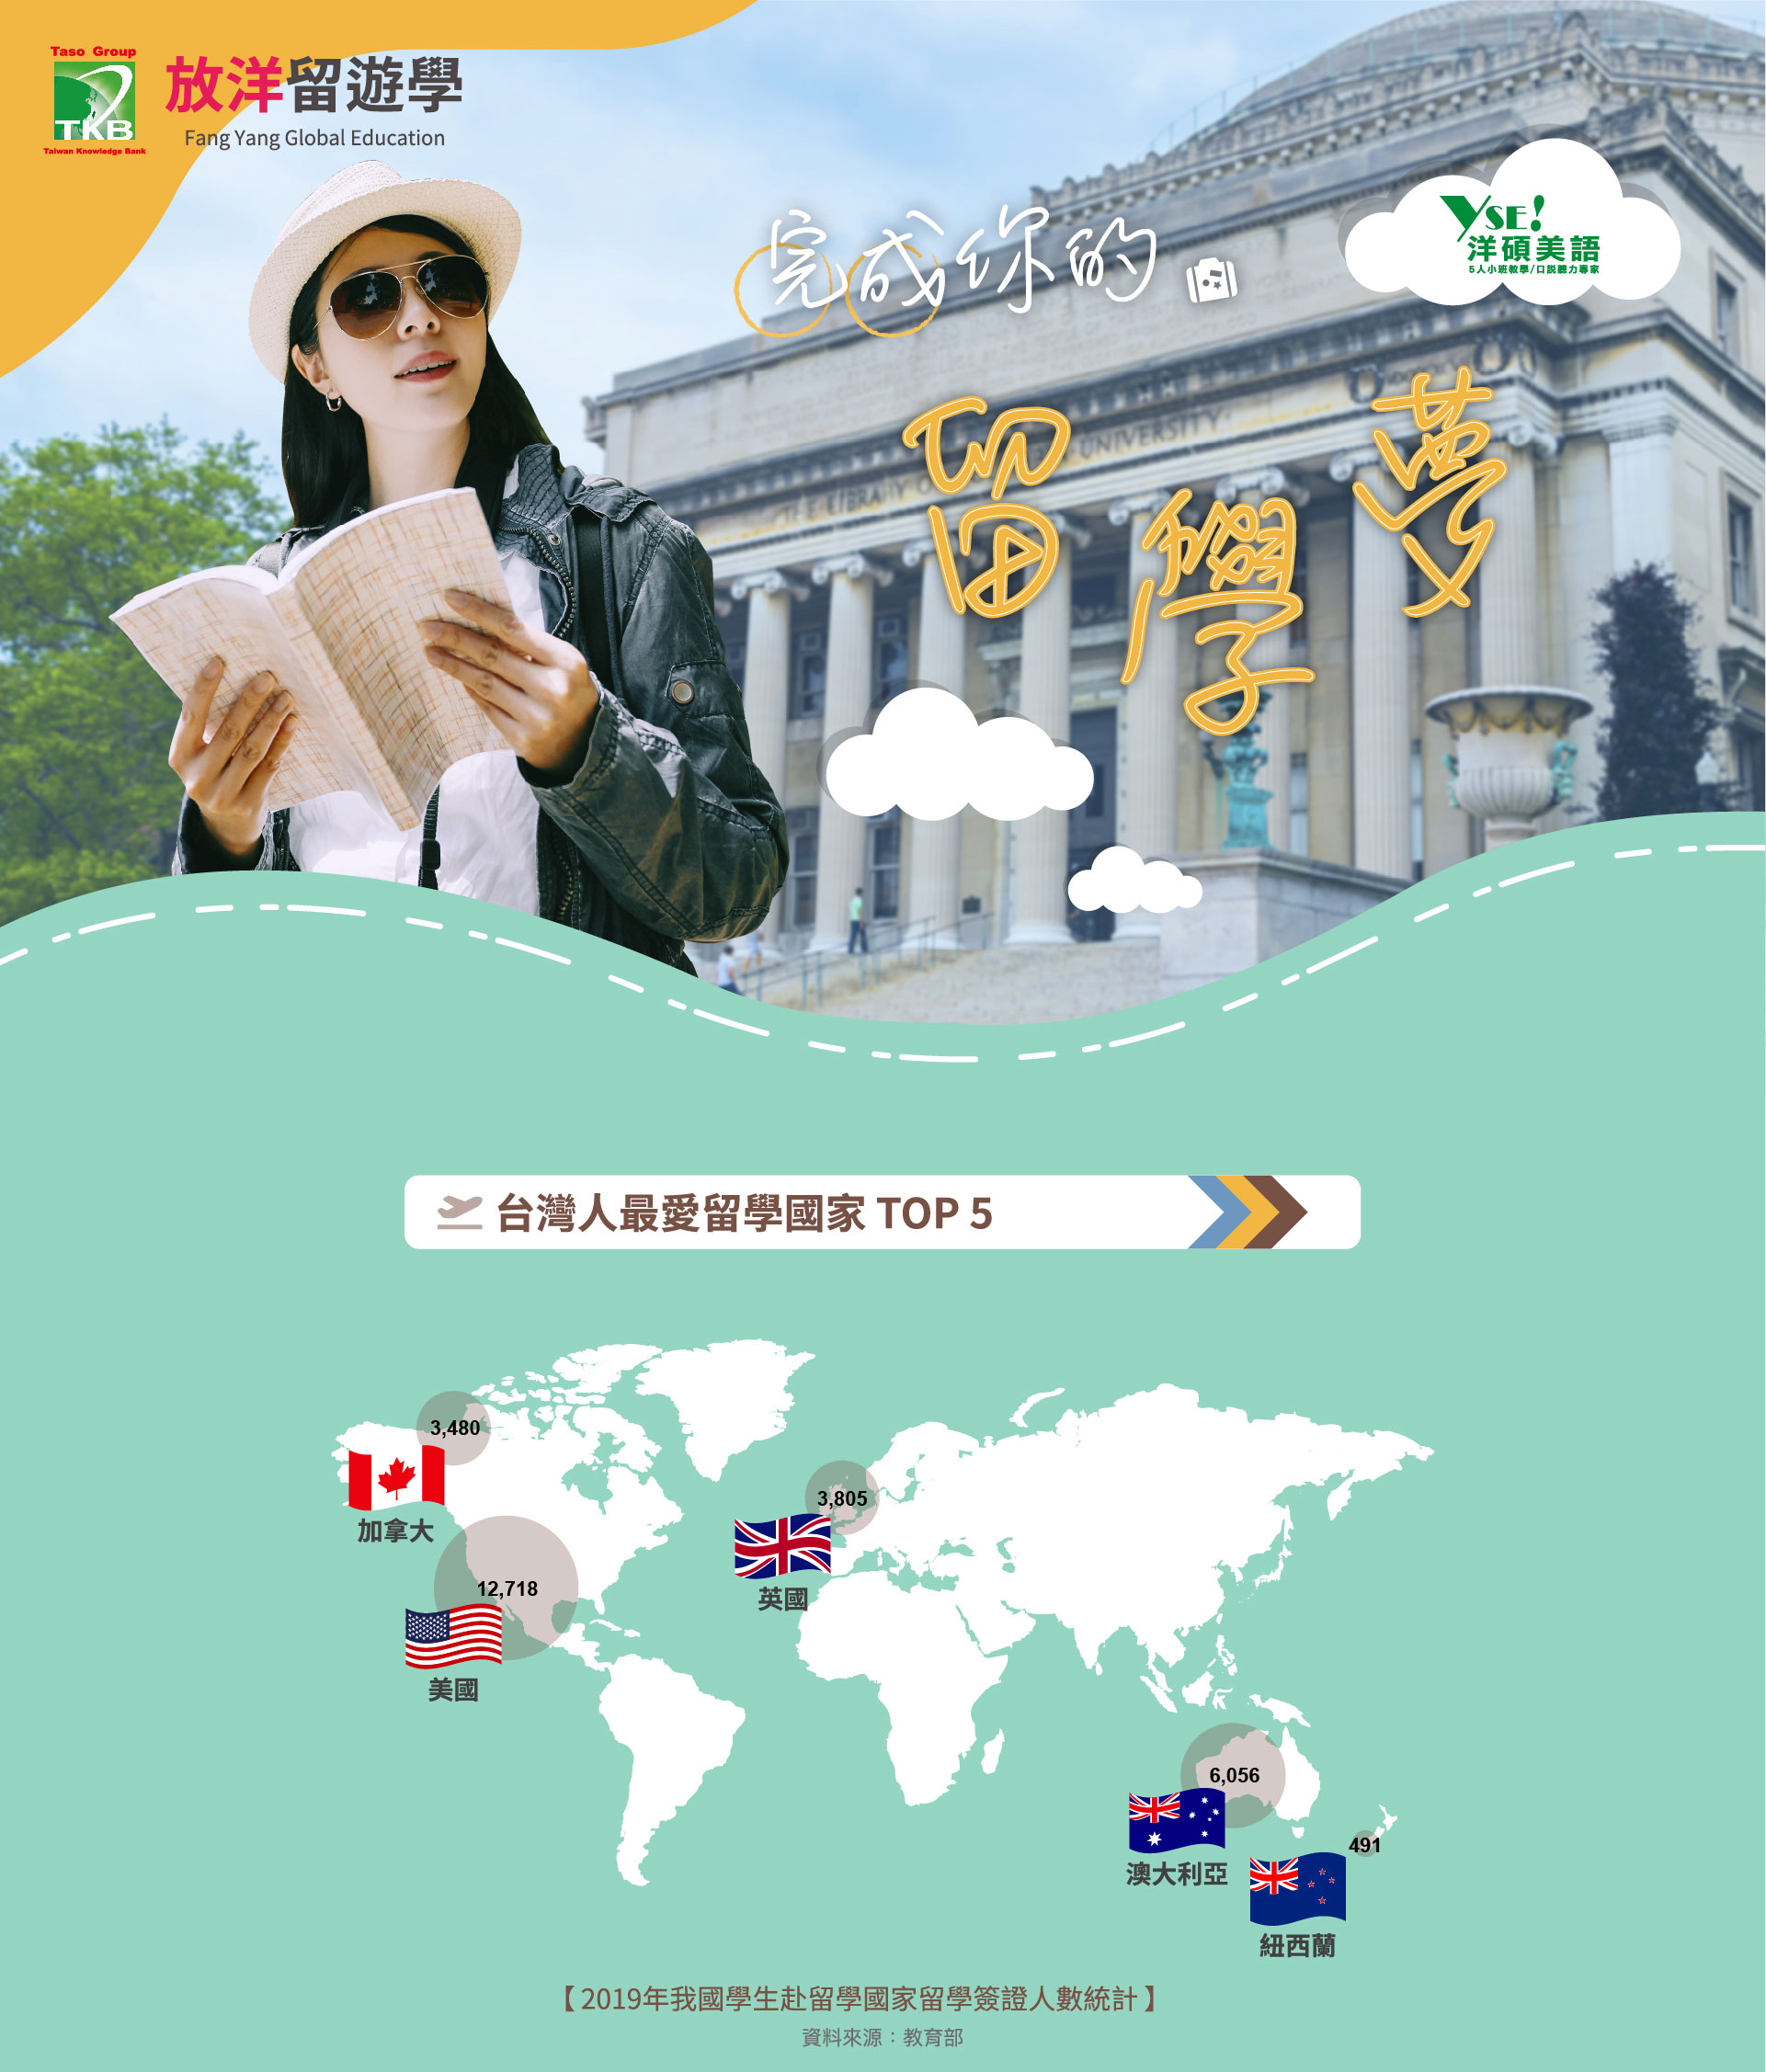 Taso Group
TKB
Taiwan Knowledge Bank
放洋留遊學
Fang Yang Global Education
YSE!
洋碩美語
5人小班教學/口說聽力專家
完成你的
留學夢
THE LIBRARY OF
UNIVERSITY
台灣人最愛留學國家 TOP 5
3,480
加拿大
12,718
美國
3,805
英國
6,056
澳大利亞
491
紐西蘭
【2019年我國學生赴留學國家留學簽證人數統計】
資料來源：教育部